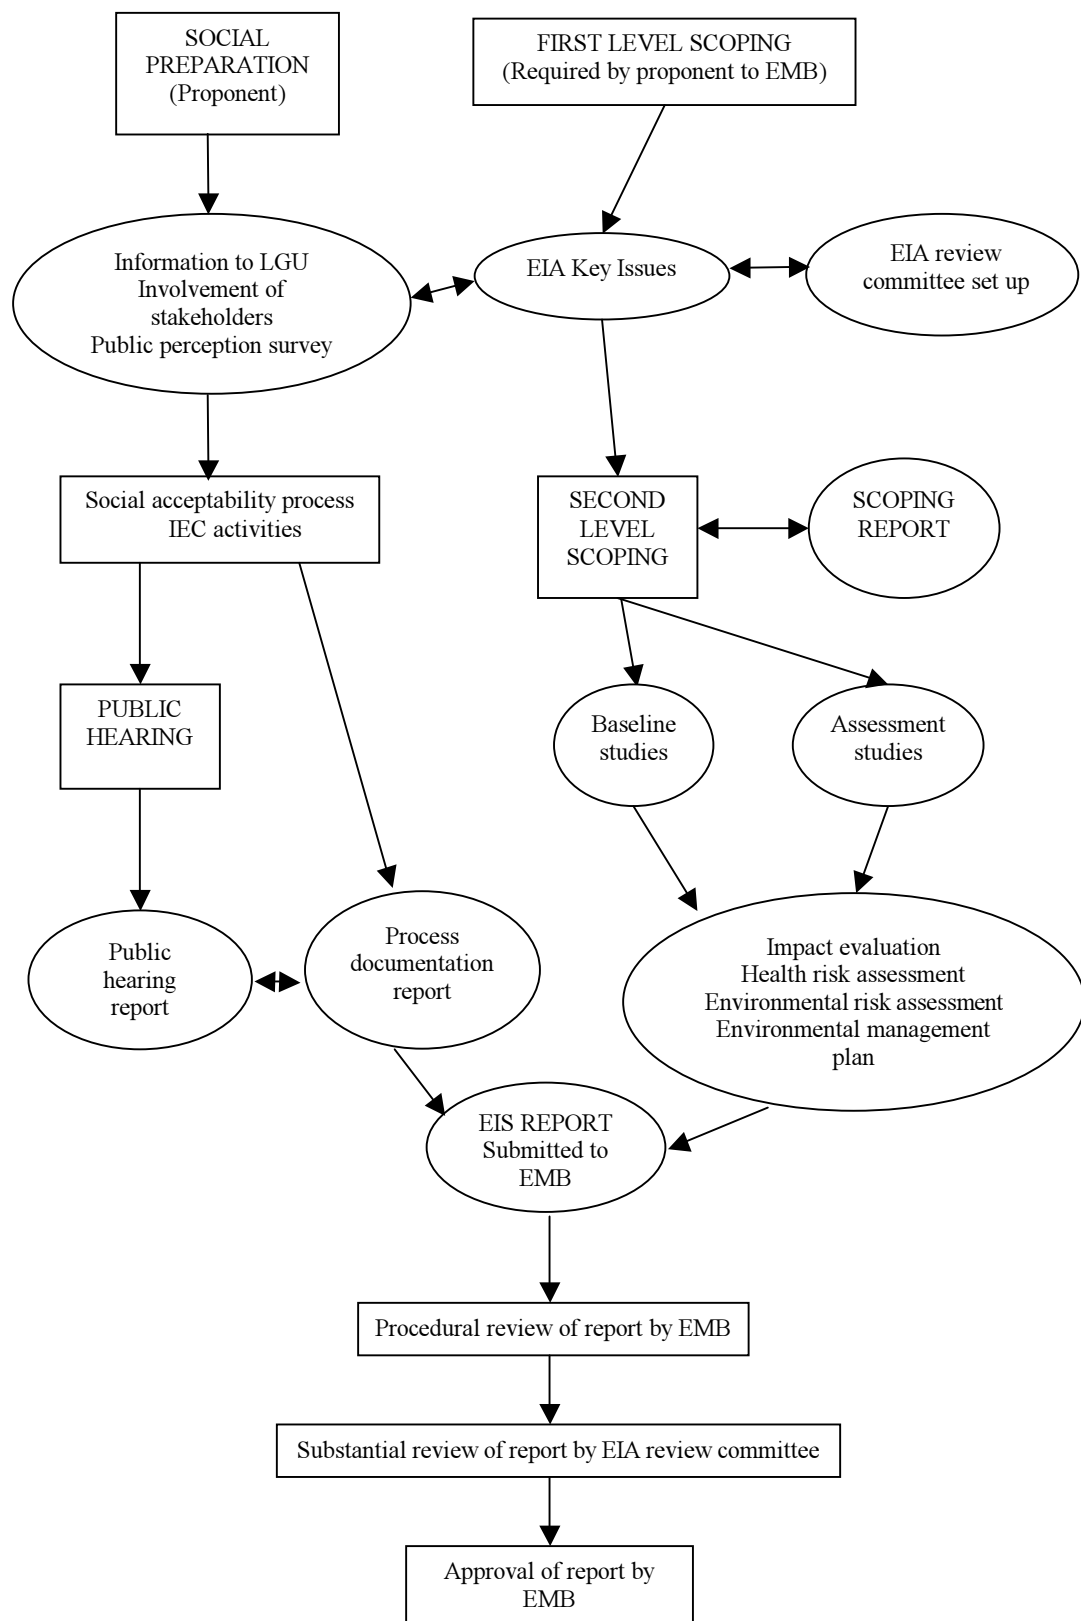 SOCIAL
PREPARATION
(Proponent)
FIRST LEVEL SCOPING
(Required by proponent to EMB)
Information to LGU
Involvement of
stakeholders
Public perception survey
EIA Key Issues
EIA review
committee set up
Social acceptability process
IEC activities
SECOND
LEVEL
SCOPING
SCOPING
REPORT
PUBLIC
HEARING
Baseline
studies
Assessment
studies
Public
hearing
report
Process
documentation
report
Impact evaluation
Health risk assessment
Environmental risk assessment
Environmental management
plan
EIS REPORT
Submitted to
EMB
Procedural review of report by EMB
Substantial review of report by EIA review committee
Approval of report by
EMB